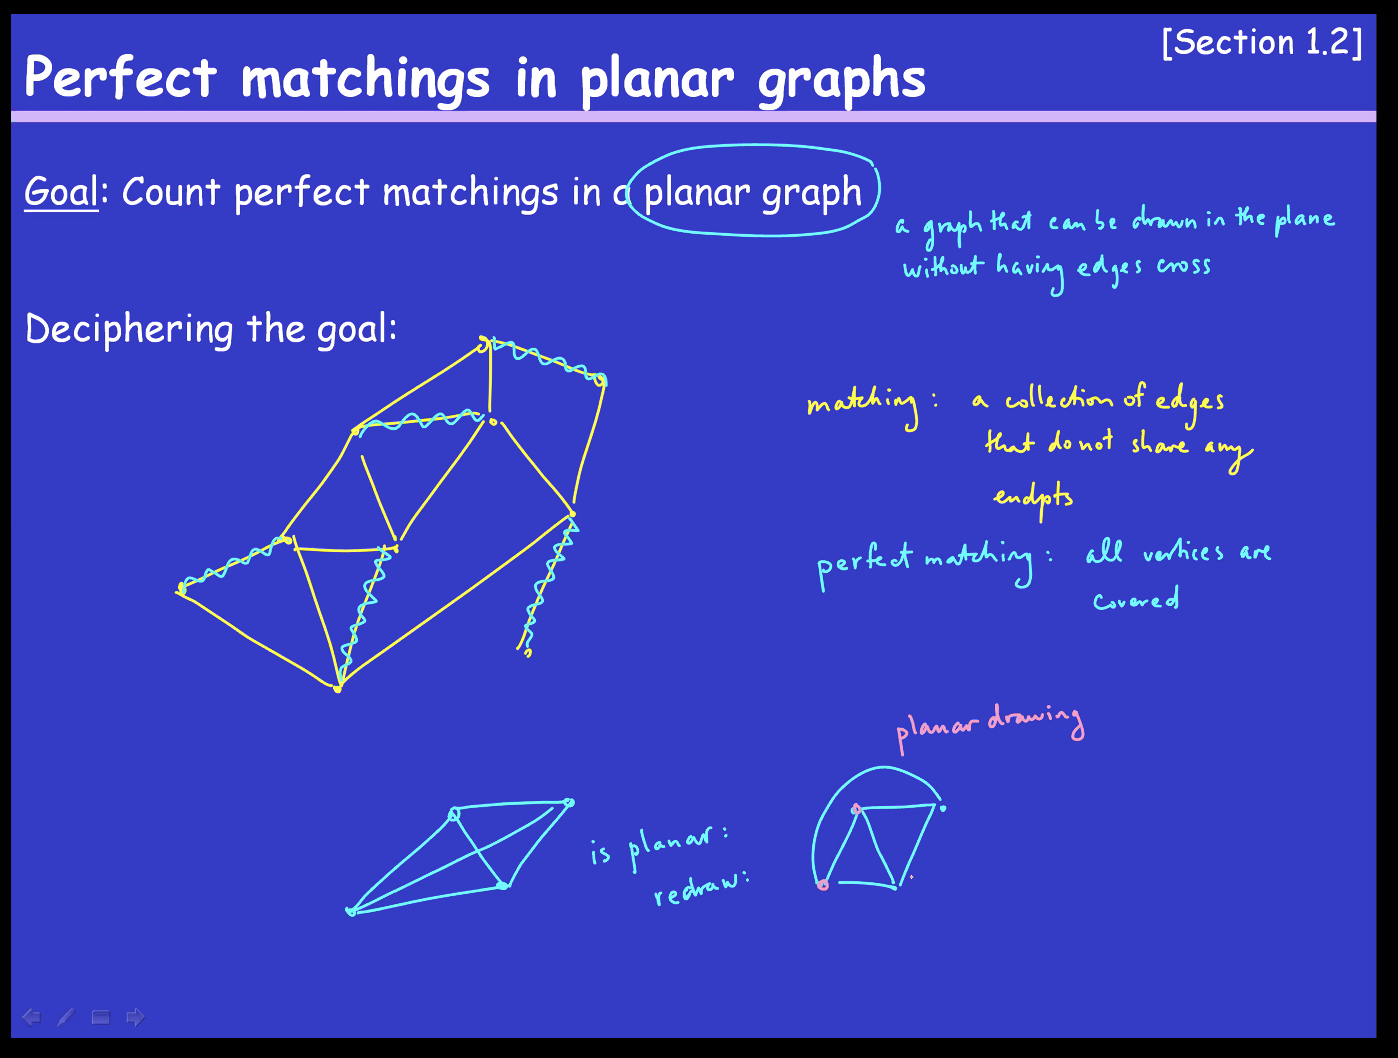 [Section 1.2]
Perfect matchings in planar graphs
Goal: Count perfect matchings in a planar graph
a graph that can be drawn in the plane
without having edges cross
Deciphering the goal:
matching: a collection of edges
that do not share any
endpts
perfect matching: all vertices are
covered
planar drawing
is planar:
redraw: